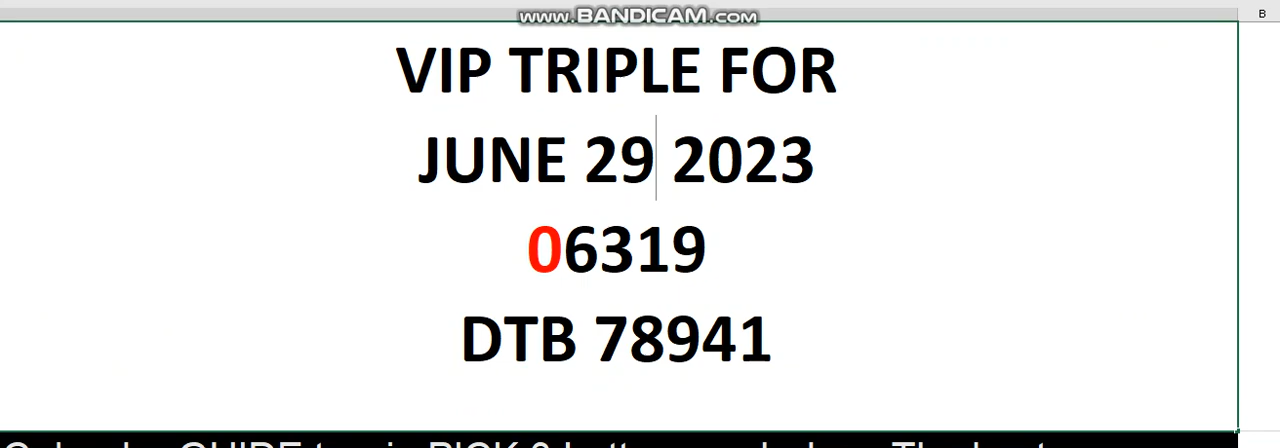 www.BANDICAM.com
B
VIP TRIPLE FOR
JUNE 29 2023
06319
DTB 78941